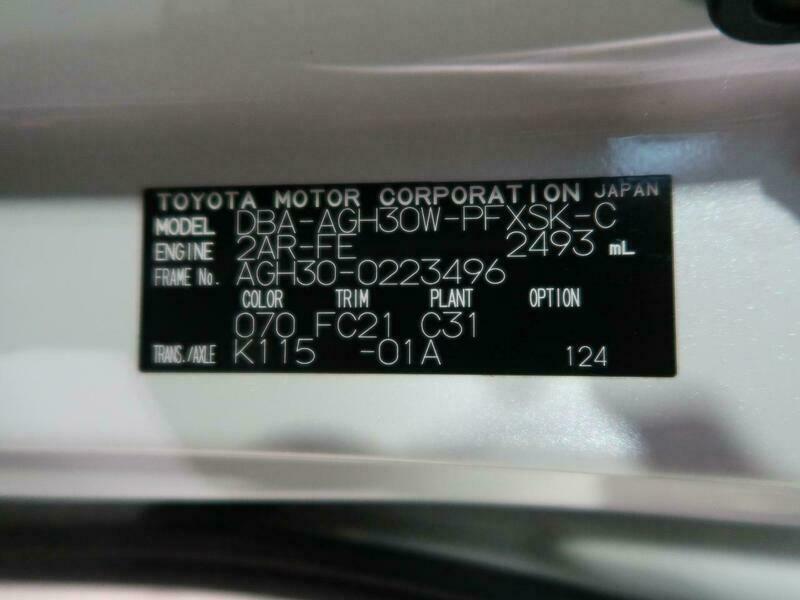 TOYOTA MOTOR CORPORATION JAPAN
MODEL DBA-AGH30W-PFXSK-C
ENGINE 2AR-FE 2493 mL
FRAME No. AGH30-0223496
COLOR TRIM PLANT OPTION
070 FC21 C31
TRANS./AXLE K115 -01A 124